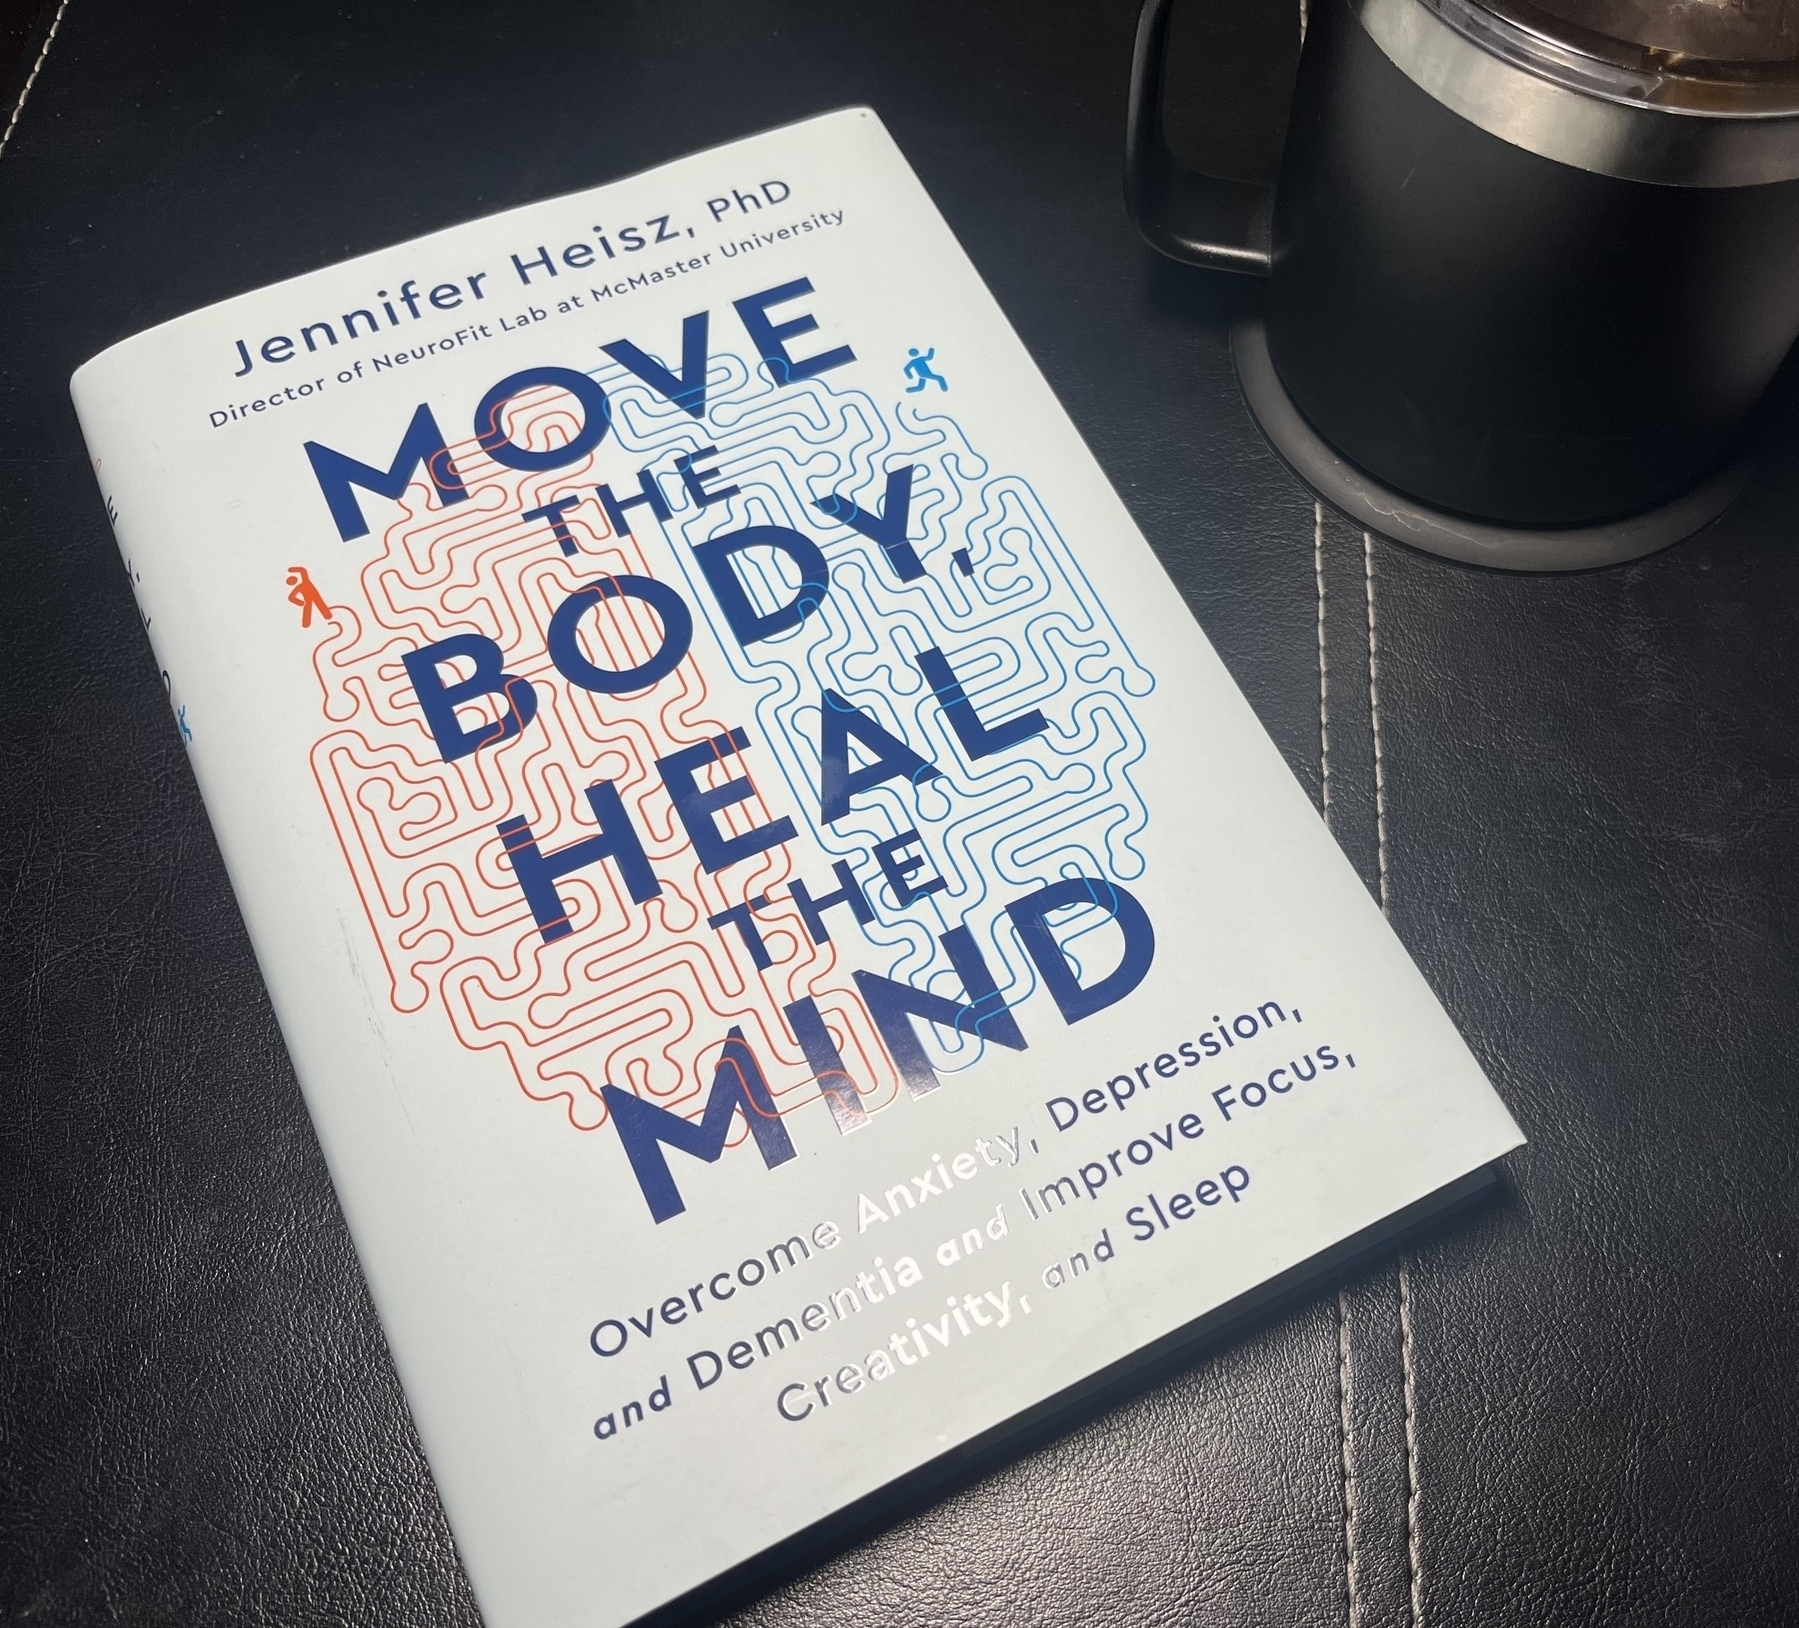 Jennifer Heisz, PhD
Director of NeuroFit Lab at McMaster University
MOVE
THE
BODY,
HEAL
THE
MIND
Overcome Anxiety, Depression,
and Dementia and Improve Focus,
Creativity, and Sleep